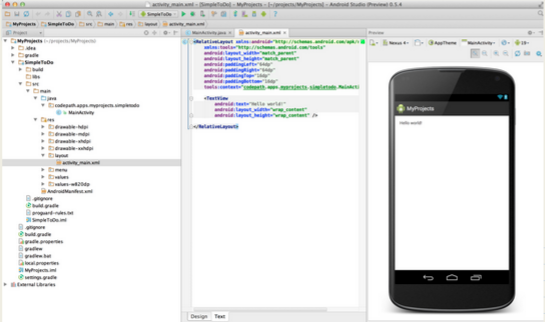 activity_main.xml - [SimpleToDo] - MyProjects - [~/projects/MyProjects] - Android Studio (Preview) 0.5.4
SimpleToDo
MyProjects SimpleToDo src main res layout activity_main.xml
Project
MainActivity.java activity_main.xml
Preview
MyProjects (~/projects/MyProjects)
.idea
gradle
SimpleToDo
build
libs
src
main
java
codepath.apps.myprojects.simpletodo
MainActivity
res
drawable-hdpi
drawable-mdpi
drawable-xhdpi
drawable-xxhdpi
layout
activity_main.xml
menu
values
values-w820dp
AndroidManifest.xml
.gitignore
build.gradle
proguard-rules.txt
SimpleToDo.iml
.gitignore
build.gradle
gradle.properties
gradlew
gradlew.bat
local.properties
MyProjects.iml
settings.gradle
External Libraries
<RelativeLayout xmlns:android="http://schemas.android.com/apk/
xmlns:tools="http://schemas.android.com/tools"
android:layout_width="match_parent"
android:layout_height="match_parent"
android:paddingLeft="64dp"
android:paddingRight="64dp"
android:paddingTop="16dp"
android:paddingBottom="16dp"
tools:context="codepath.apps.myprojects.simpletodo.MainActi
<TextView
android:text="Hello world!"
android:layout_width="wrap_content"
android:layout_height="wrap_content" />
</RelativeLayout>
Design Text
Nexus 4 AppTheme MainActivity 19
MyProjects
Hello world!